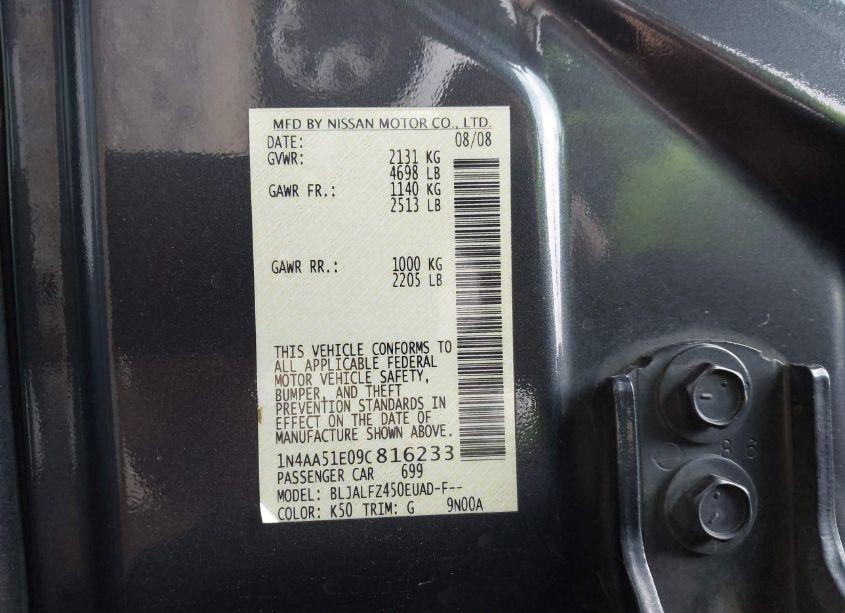 MFD BY NISSAN MOTOR CO., LTD.
DATE: 08/08
GVWR: 2131 KG
4698 LB
GAWR FR.: 1140 KG
2513 LB
GAWR RR.: 1000 KG
2205 LB
THIS VEHICLE CONFORMS TO
ALL APPLICABLE FEDERAL
MOTOR VEHICLE SAFETY,
BUMPER, AND THEFT
PREVENTION STANDARDS IN
EFFECT ON THE DATE OF
MANUFACTURE SHOWN ABOVE.
1N4AA51E09C816233
PASSENGER CAR 699
MODEL: BLJALFZ450EUAD-F--
COLOR: K50 TRIM: G 9N00A